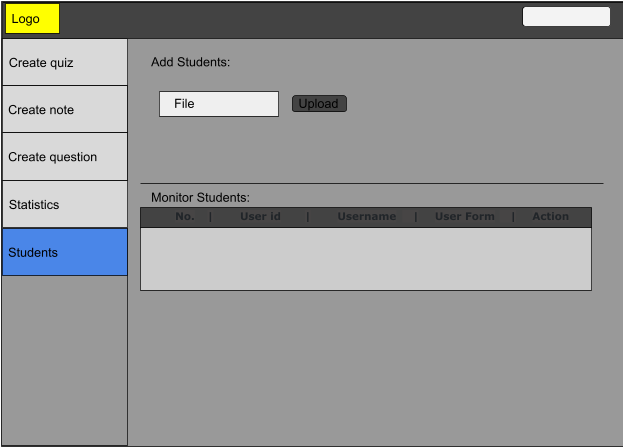 Logo
Create quiz
Create note
Create question
Statistics
Students
Add Students:
File
Upload
Monitor Students:
No. | User id | Username | User Form | Action